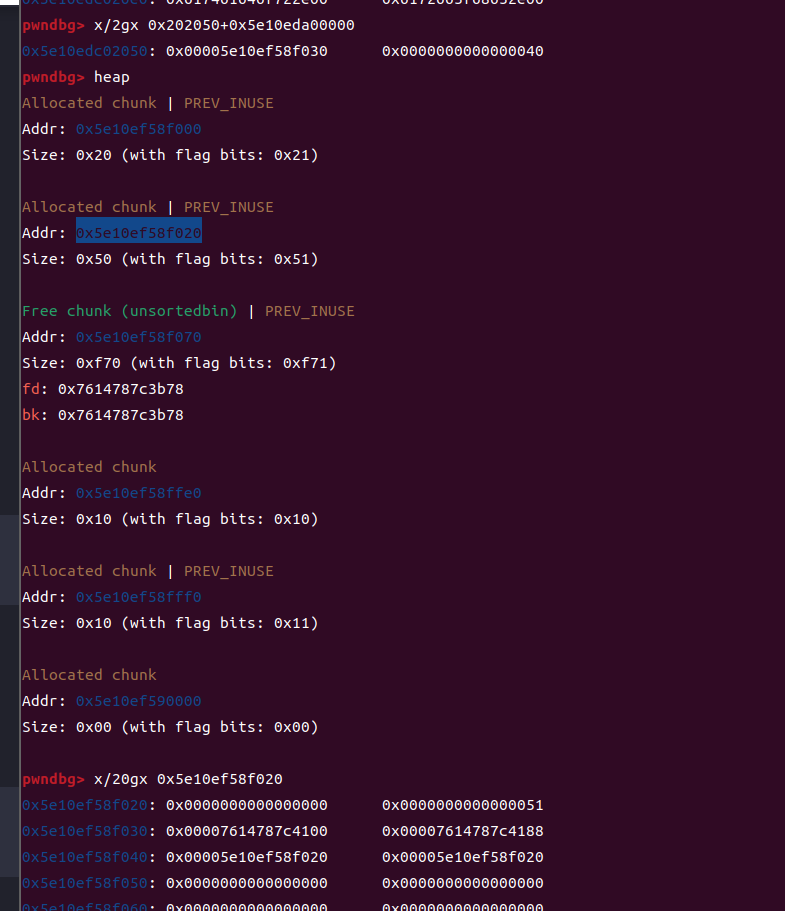 pwndbg> x/2gx 0x202050+0x5e10eda00000
0x5e10edc02050: 0x00005e10ef58f030 0x0000000000000040
pwndbg> heap
Allocated chunk | PREV_INUSE
Addr: 0x5e10ef58f000
Size: 0x20 (with flag bits: 0x21)
Allocated chunk | PREV_INUSE
Addr: 0x5e10ef58f020
Size: 0x50 (with flag bits: 0x51)
Free chunk (unsortedbin) | PREV_INUSE
Addr: 0x5e10ef58f070
Size: 0xf70 (with flag bits: 0xf71)
fd: 0x7614787c3b78
bk: 0x7614787c3b78
Allocated chunk
Addr: 0x5e10ef58ffe0
Size: 0x10 (with flag bits: 0x10)
Allocated chunk | PREV_INUSE
Addr: 0x5e10ef58fff0
Size: 0x10 (with flag bits: 0x11)
Allocated chunk
Addr: 0x5e10ef590000
Size: 0x00 (with flag bits: 0x00)
pwndbg> x/20gx 0x5e10ef58f020
0x5e10ef58f020: 0x0000000000000000 0x0000000000000051
0x5e10ef58f030: 0x00007614787c4100 0x00007614787c4188
0x5e10ef58f040: 0x00005e10ef58f020 0x00005e10ef58f020
0x5e10ef58f050: 0x0000000000000000 0x0000000000000000
0x5e10ef58f060: 0x0000000000000000 0x0000000000000000